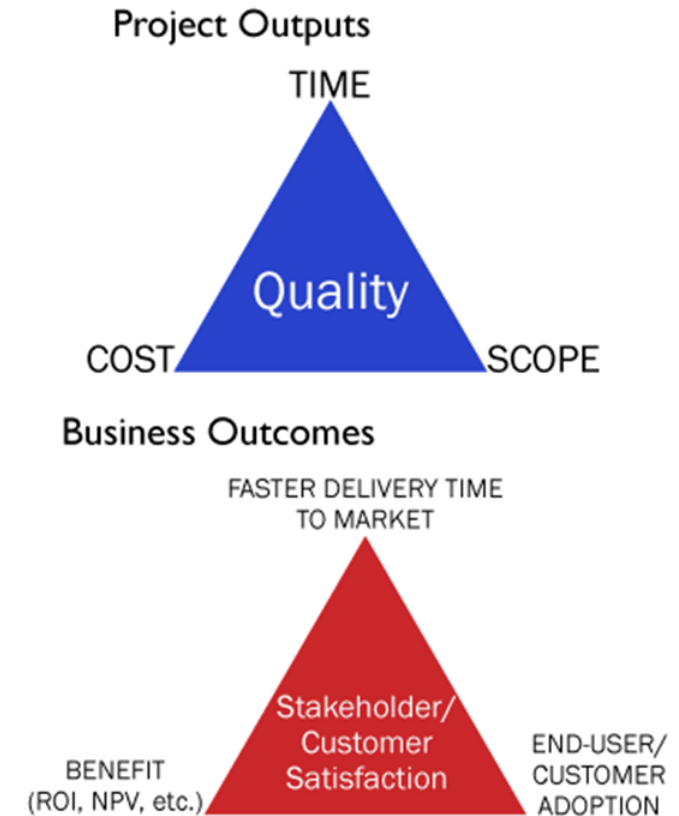 Project Outputs
TIME
Quality
COST
SCOPE
Business Outcomes
FASTER DELIVERY TIME
TO MARKET
Stakeholder/
Customer
Satisfaction
BENEFIT
(ROI, NPV, etc.)
END-USER/
CUSTOMER
ADOPTION